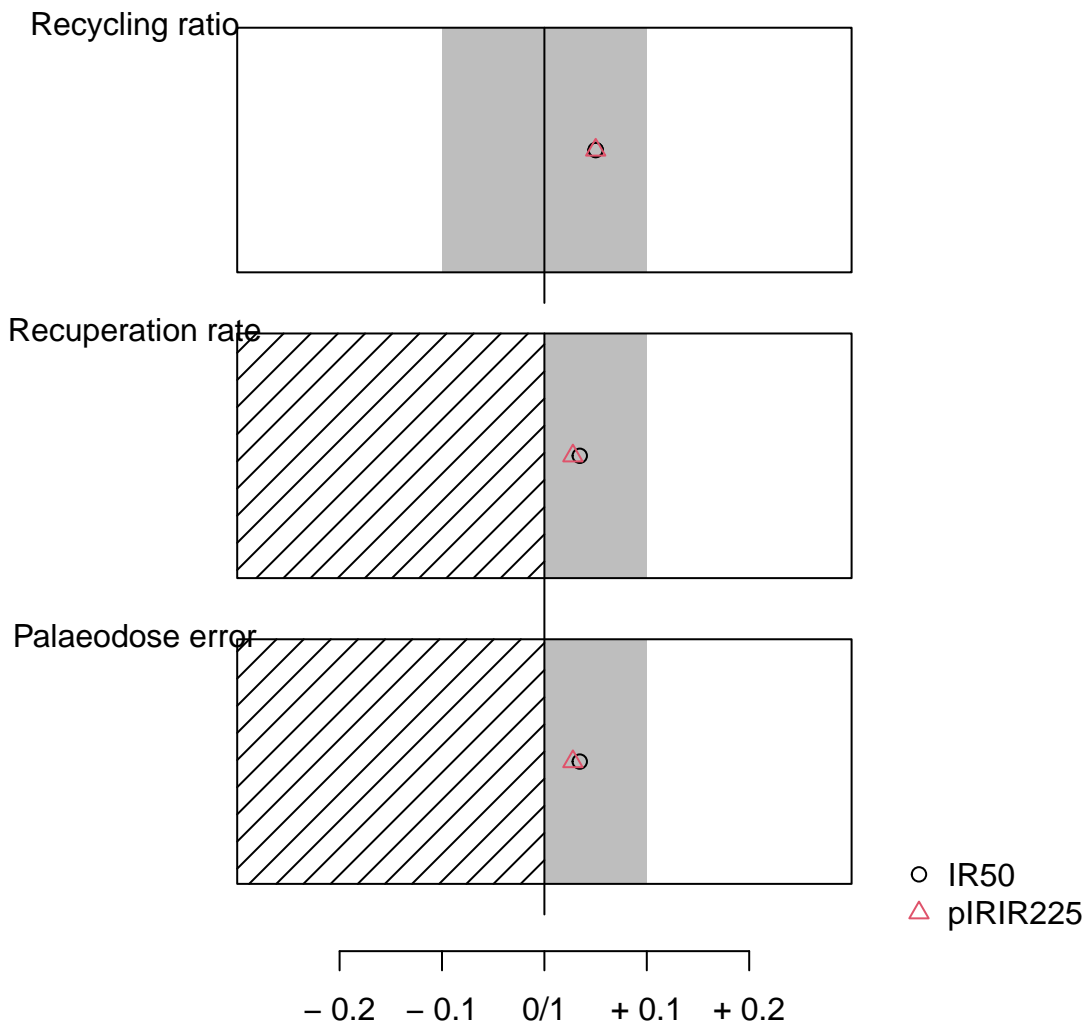 Recycling ratio
Recuperation rate
Palaeodose error
IR50
pIRIR225
− 0.2 − 0.1 0/1 + 0.1 + 0.2